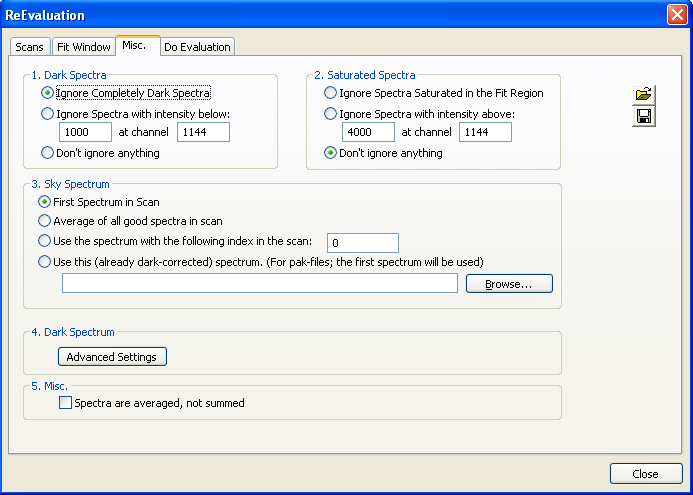 ReEvaluation
Scans Fit Window Misc. Do Evaluation
1. Dark Spectra
Ignore Completely Dark Spectra
Ignore Spectra with intensity below:
1000 at channel 1144
Don't ignore anything
2. Saturated Spectra
Ignore Spectra Saturated in the Fit Region
Ignore Spectra with intensity above:
4000 at channel 1144
Don't ignore anything
3. Sky Spectrum
First Spectrum in Scan
Average of all good spectra in scan
Use the spectrum with the following index in the scan: 0
Use this (already dark-corrected) spectrum. (For pak-files; the first spectrum will be used)
Browse...
4. Dark Spectrum
Advanced Settings
5. Misc.
Spectra are averaged, not summed
Close